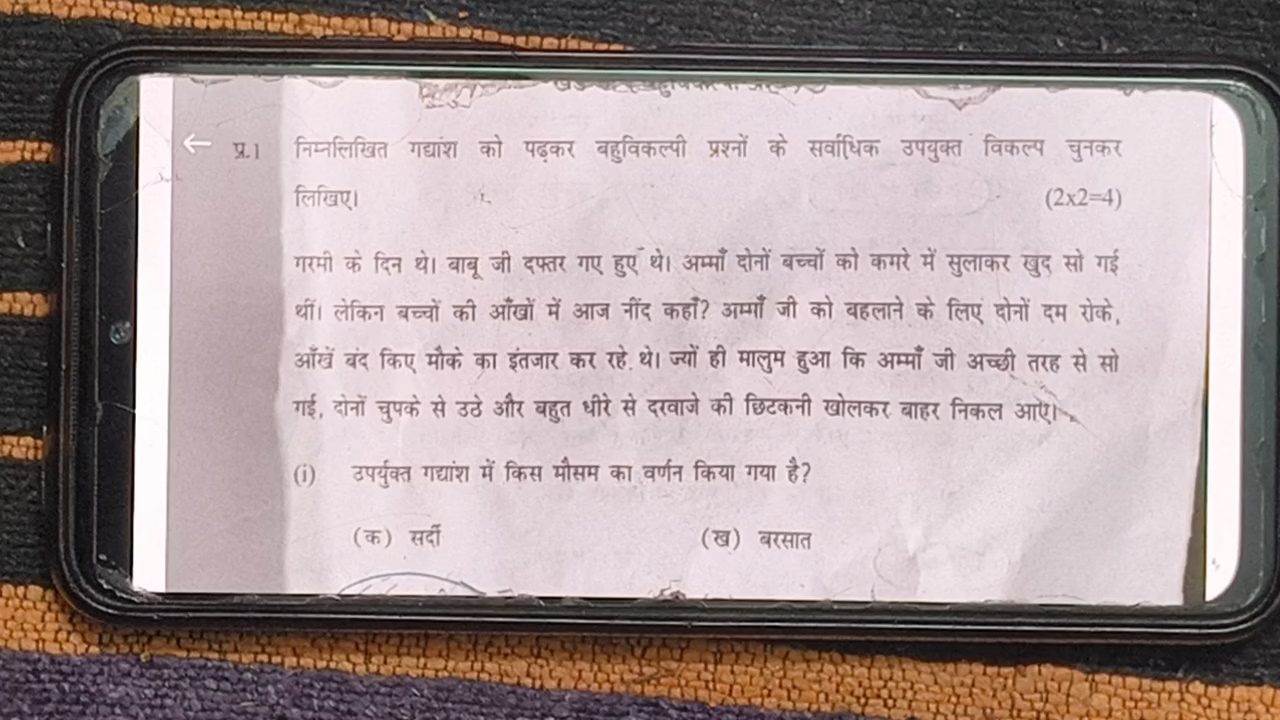 प्र.1 निम्नलिखित गद्यांश को पढ़कर बहुविकल्पी प्रश्नों के सर्वाधिक उपयुक्त विकल्प चुनकर
लिखिए। (2x2=4)
गरमी के दिन थे। बाबू जी दफ्तर गए हुए थे। अम्माँ दोनों बच्चों को कमरे में सुलाकर खुद सो गई
थीं। लेकिन बच्चों की आँखों में आज नींद कहाँ? अम्माँ जी को बहलाने के लिए दोनों दम रोके,
आँखें बंद किए मौके का इंतजार कर रहे थे। ज्यों ही मालुम हुआ कि अम्माँ जी अच्छी तरह से सो
गई, दोनों चुपके से उठे और बहुत धीरे से दरवाजे की छिटकनी खोलकर बाहर निकल आए।
(i) उपर्युक्त गद्यांश में किस मौसम का वर्णन किया गया है?
(क) सर्दी (ख) बरसात